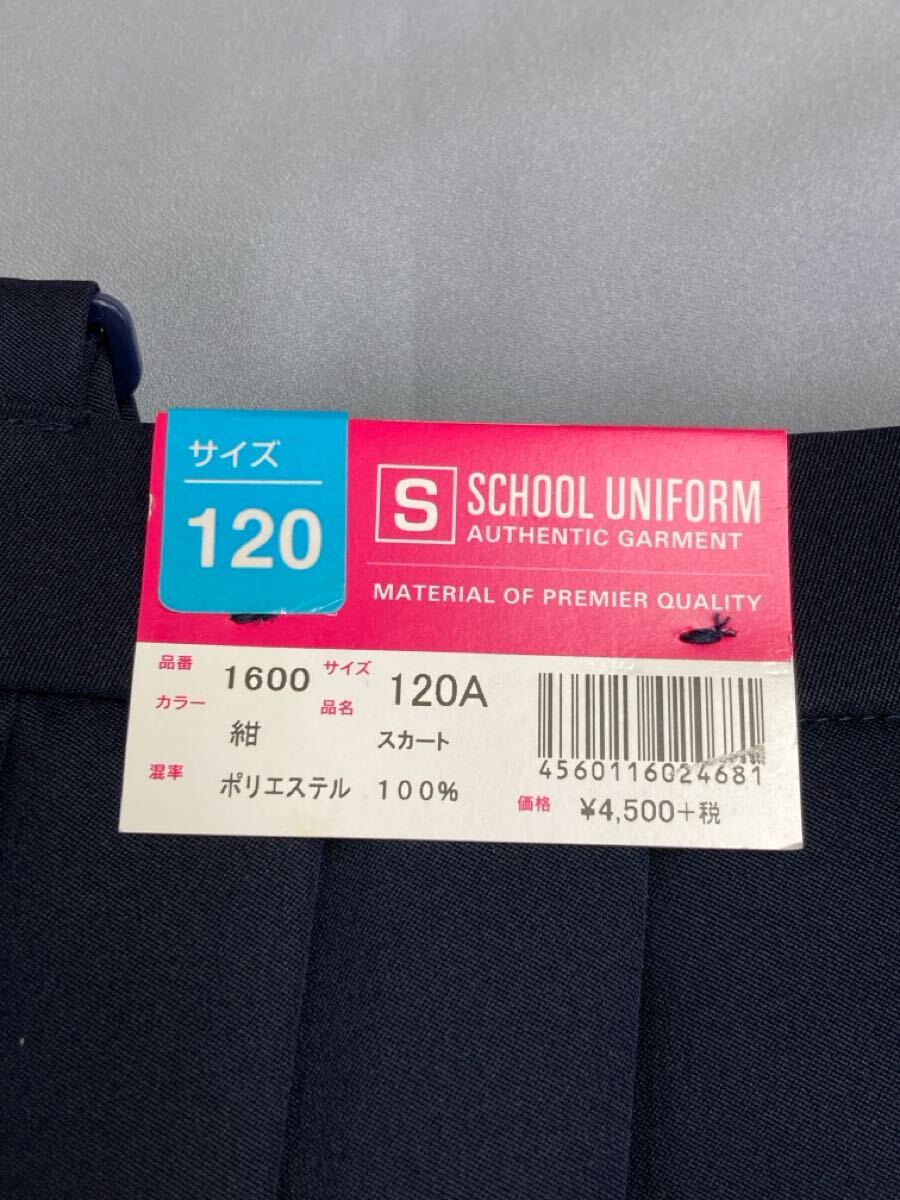 サイズ
120
S SCHOOL UNIFORM
AUTHENTIC GARMENT
MATERIAL OF PREMIER QUALITY
品番 1600 サイズ 120A
カラー 紺 品名 スカート
混率 ポリエステル 100%
4560116024681
価格 ¥4,500+税